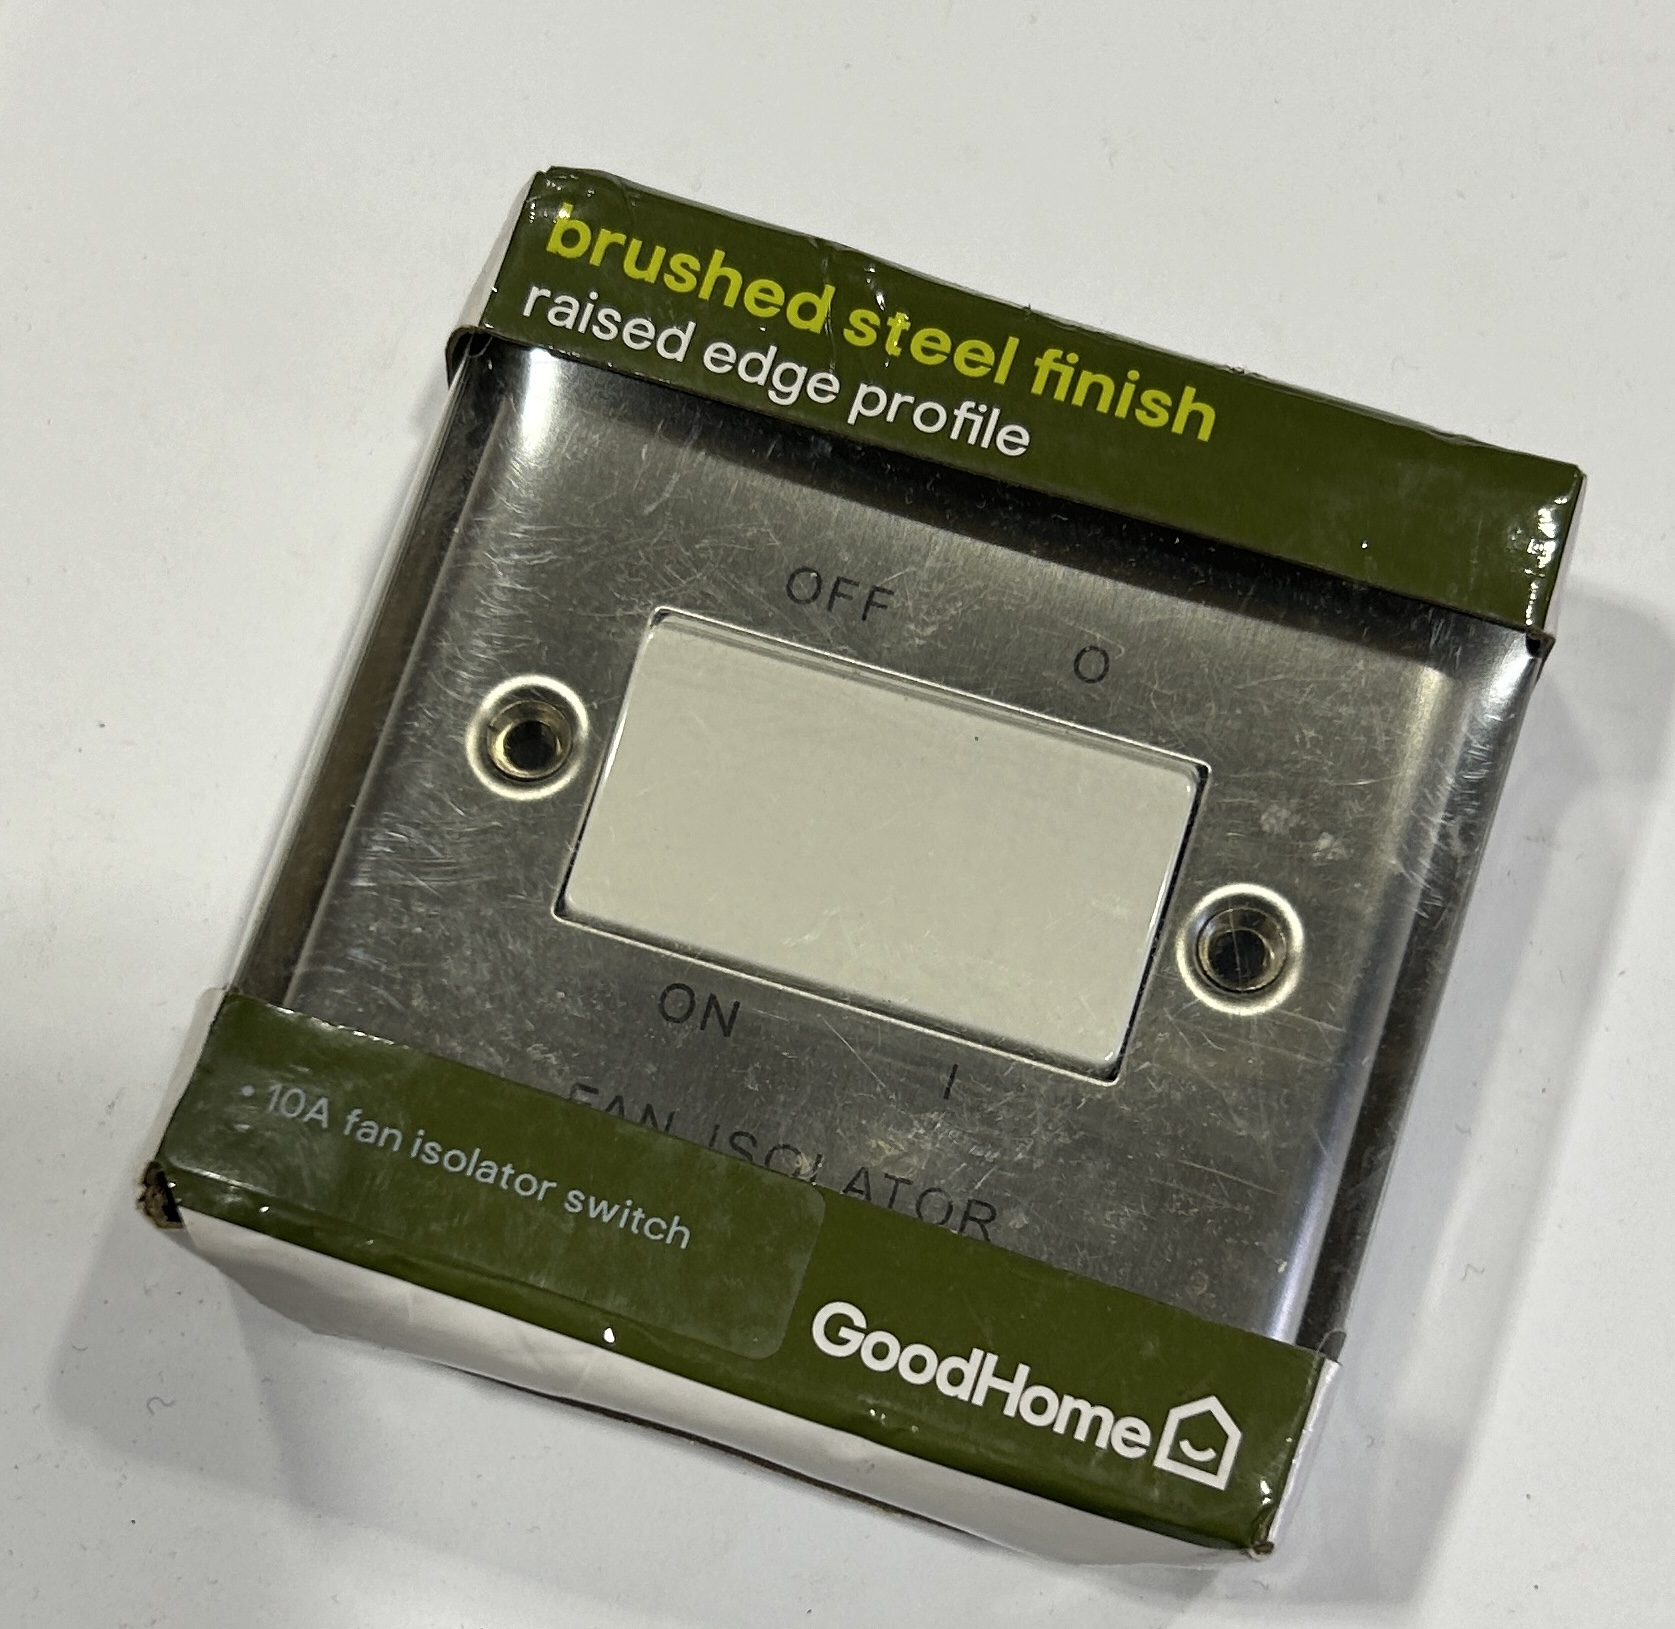 brushed steel finish
raised edge profile
OFF O
ON I
FAN ISOLATOR
• 10A fan isolator switch
GoodHome